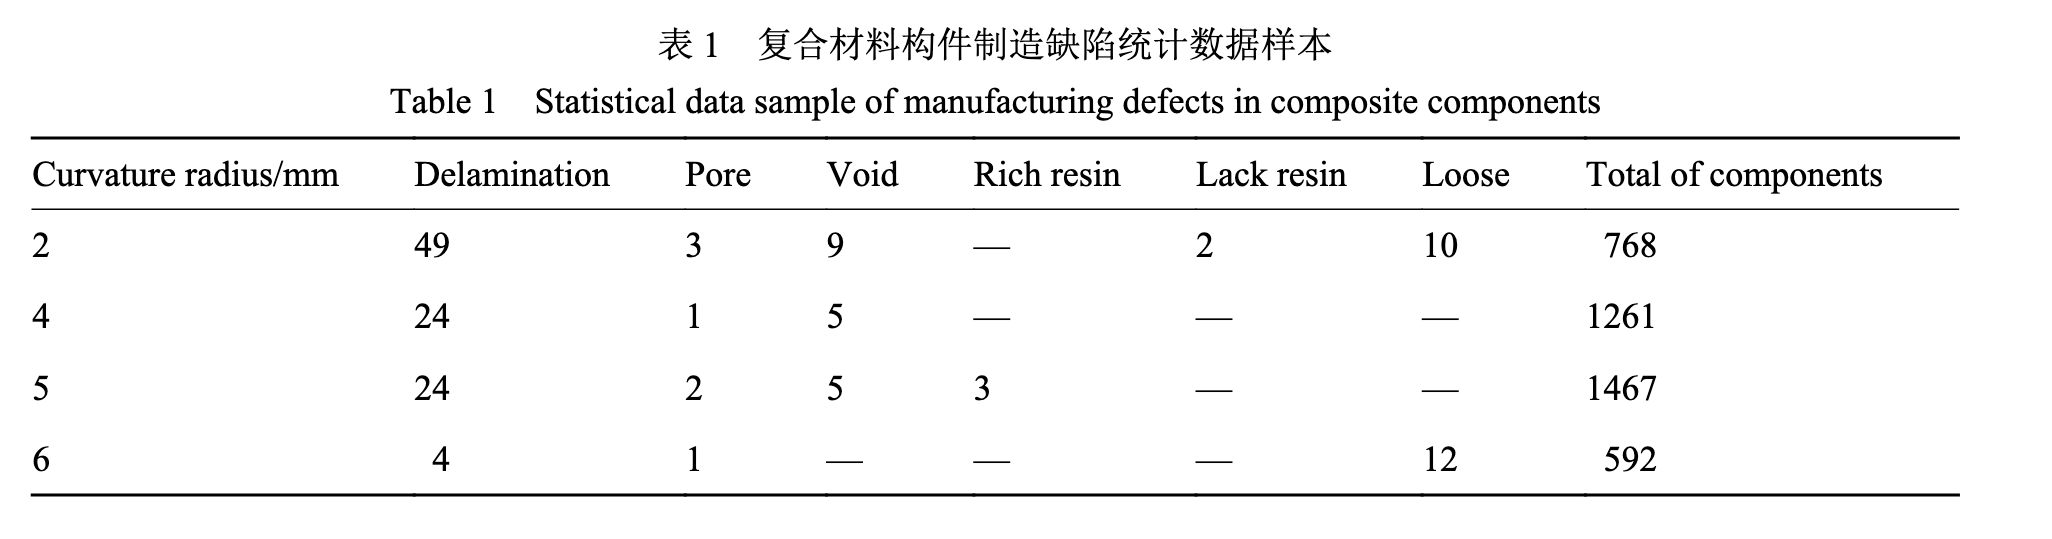 表 1 复合材料构件制造缺陷统计数据样本
Table 1 Statistical data sample of manufacturing defects in composite components
Curvature radius/mm Delamination Pore Void Rich resin Lack resin Loose Total of components
2 49 3 9 — 2 10 768
4 24 1 5 — — — 1261
5 24 2 5 3 — — 1467
6 4 1 — — — 12 592